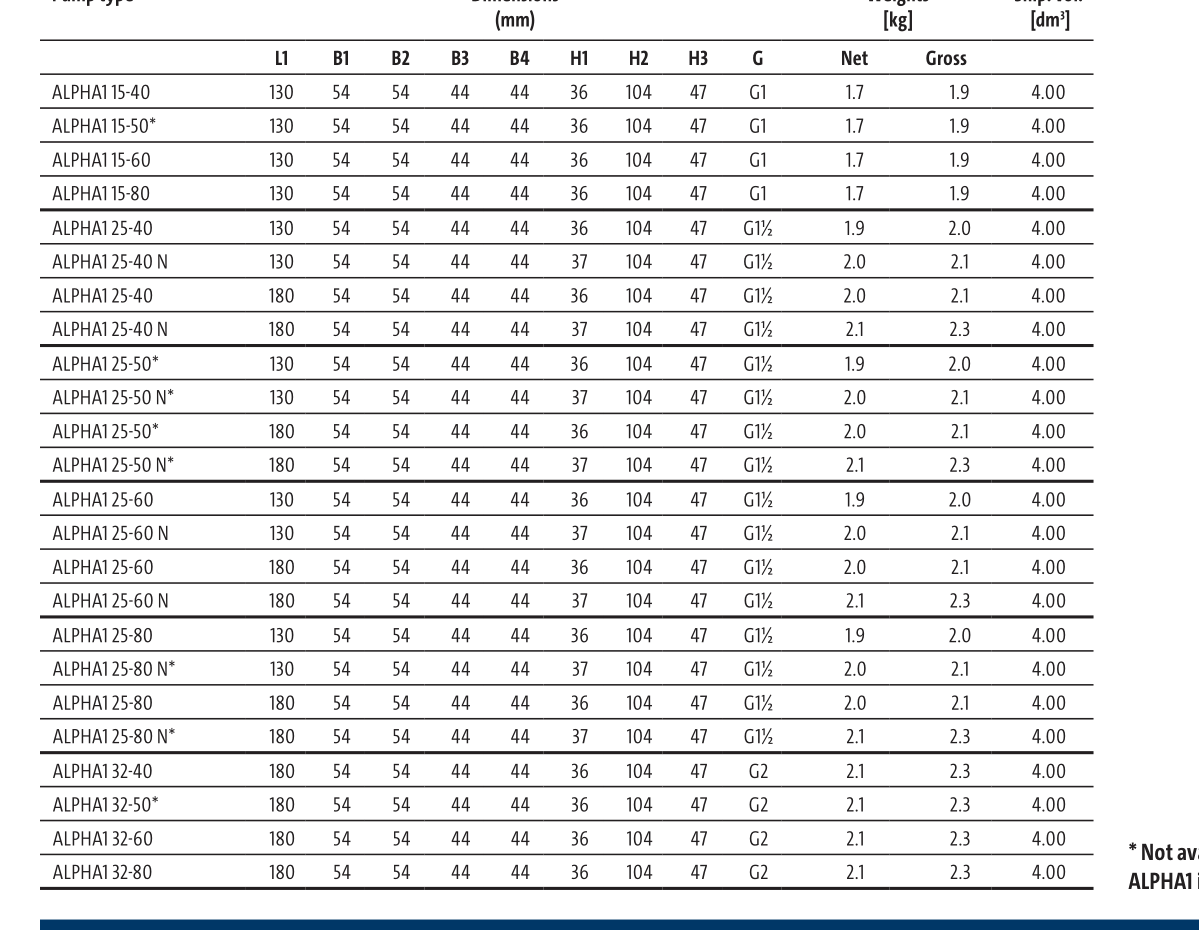 (mm) [kg] [dm³]
L1 B1 B2 B3 B4 H1 H2 H3 G Net Gross
ALPHA1 15-40 130 54 54 44 44 36 104 47 G1 1.7 1.9 4.00
ALPHA1 15-50* 130 54 54 44 44 36 104 47 G1 1.7 1.9 4.00
ALPHA1 15-60 130 54 54 44 44 36 104 47 G1 1.7 1.9 4.00
ALPHA1 15-80 130 54 54 44 44 36 104 47 G1 1.7 1.9 4.00
ALPHA1 25-40 130 54 54 44 44 36 104 47 G1½ 1.9 2.0 4.00
ALPHA1 25-40 N 130 54 54 44 44 37 104 47 G1½ 2.0 2.1 4.00
ALPHA1 25-40 180 54 54 44 44 36 104 47 G1½ 2.0 2.1 4.00
ALPHA1 25-40 N 180 54 54 44 44 37 104 47 G1½ 2.1 2.3 4.00
ALPHA1 25-50* 130 54 54 44 44 36 104 47 G1½ 1.9 2.0 4.00
ALPHA1 25-50 N* 130 54 54 44 44 37 104 47 G1½ 2.0 2.1 4.00
ALPHA1 25-50* 180 54 54 44 44 36 104 47 G1½ 2.0 2.1 4.00
ALPHA1 25-50 N* 180 54 54 44 44 37 104 47 G1½ 2.1 2.3 4.00
ALPHA1 25-60 130 54 54 44 44 36 104 47 G1½ 1.9 2.0 4.00
ALPHA1 25-60 N 130 54 54 44 44 37 104 47 G1½ 2.0 2.1 4.00
ALPHA1 25-60 180 54 54 44 44 36 104 47 G1½ 2.0 2.1 4.00
ALPHA1 25-60 N 180 54 54 44 44 37 104 47 G1½ 2.1 2.3 4.00
ALPHA1 25-80 130 54 54 44 44 36 104 47 G1½ 1.9 2.0 4.00
ALPHA1 25-80 N* 130 54 54 44 44 37 104 47 G1½ 2.0 2.1 4.00
ALPHA1 25-80 180 54 54 44 44 36 104 47 G1½ 2.0 2.1 4.00
ALPHA1 25-80 N* 180 54 54 44 44 37 104 47 G1½ 2.1 2.3 4.00
ALPHA1 32-40 180 54 54 44 44 36 104 47 G2 2.1 2.3 4.00
ALPHA1 32-50* 180 54 54 44 44 36 104 47 G2 2.1 2.3 4.00
ALPHA1 32-60 180 54 54 44 44 36 104 47 G2 2.1 2.3 4.00
ALPHA1 32-80 180 54 54 44 44 36 104 47 G2 2.1 2.3 4.00
* Not
ALPHA1